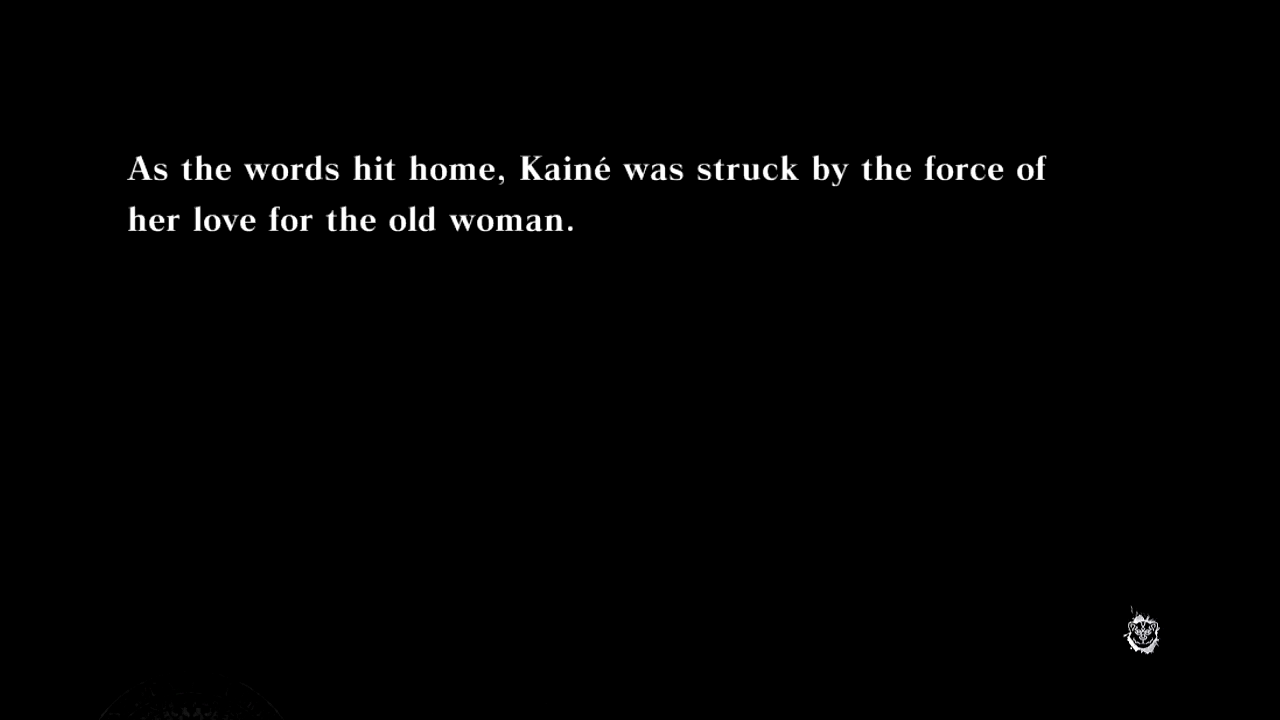 As the words hit home, Kainé was struck by the force of
her love for the old woman.